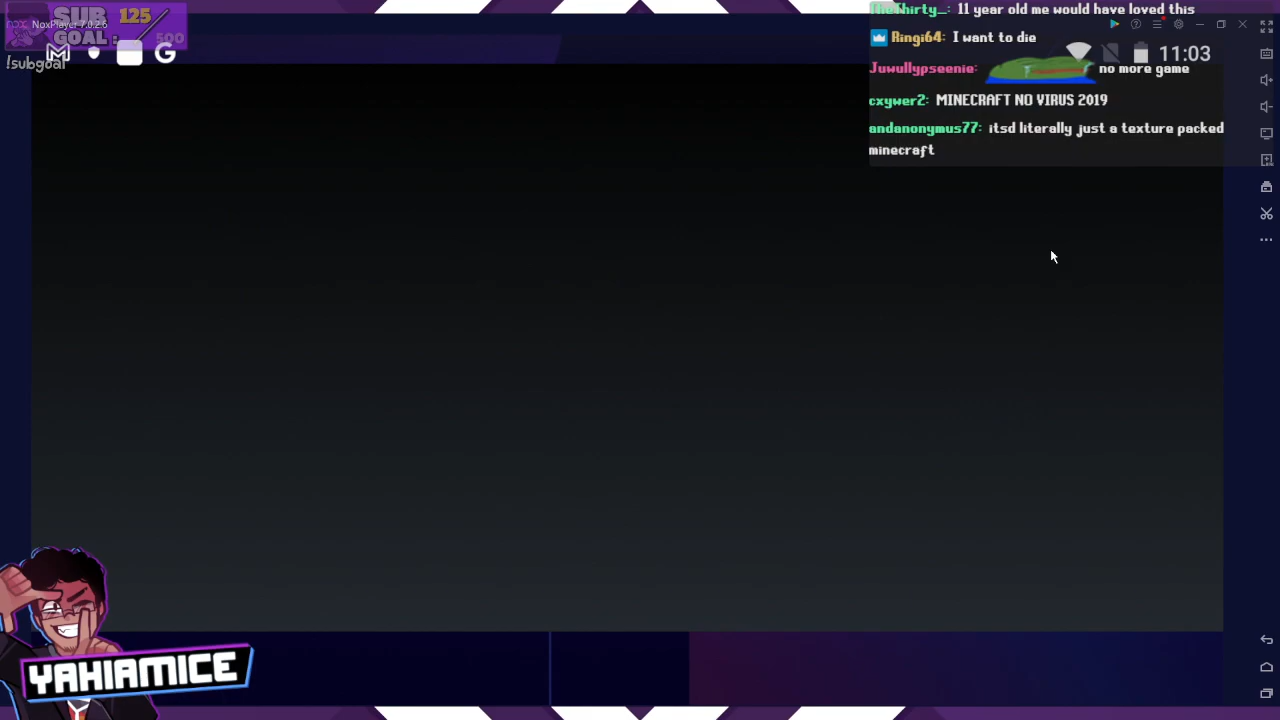 NoxPlayer 7.0.2.6
SUB 125
GOAL : 500
!subgoal
G
11:03
TheThirty_: 11 year old me would have loved this
Ringi64: I want to die
Juwullypseenie: no more game
cxywer2: MINECRAFT NO VIRUS 2019
andanonymus77: itsd literally just a texture packed
minecraft
YAHIAMICE